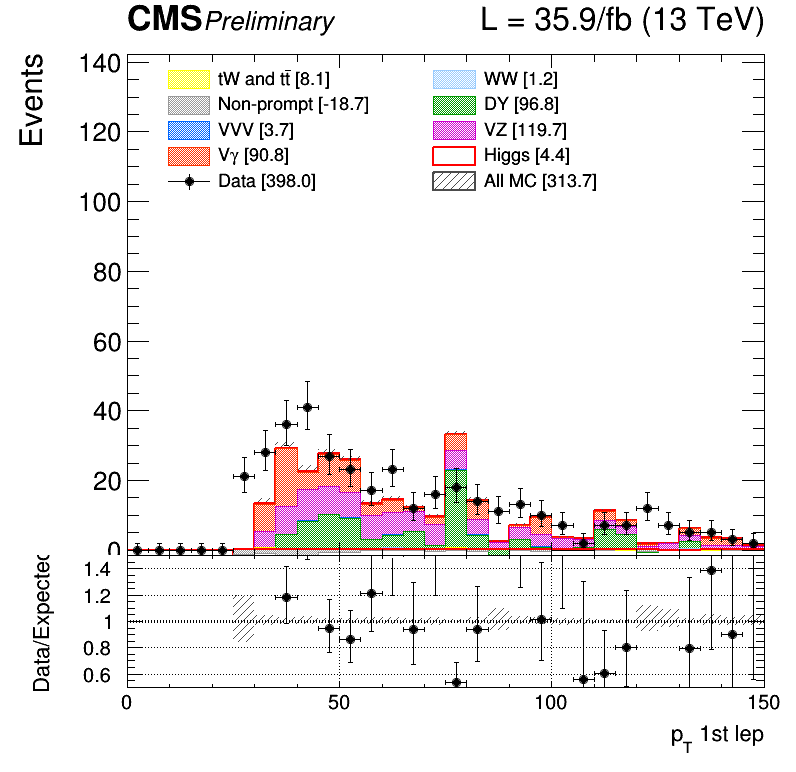 CMS Preliminary L = 35.9/fb (13 TeV)
Events
140
120
100
80
60
40
20
0
tW and tt̄ [8.1]
Non-prompt [-18.7]
VVV [3.7]
Vγ [90.8]
Data [398.0]
WW [1.2]
DY [96.8]
VZ [119.7]
Higgs [4.4]
All MC [313.7]
Data/Expected
1.4
1.2
1
0.8
0.6
0 50 100 150
p_T 1st lep